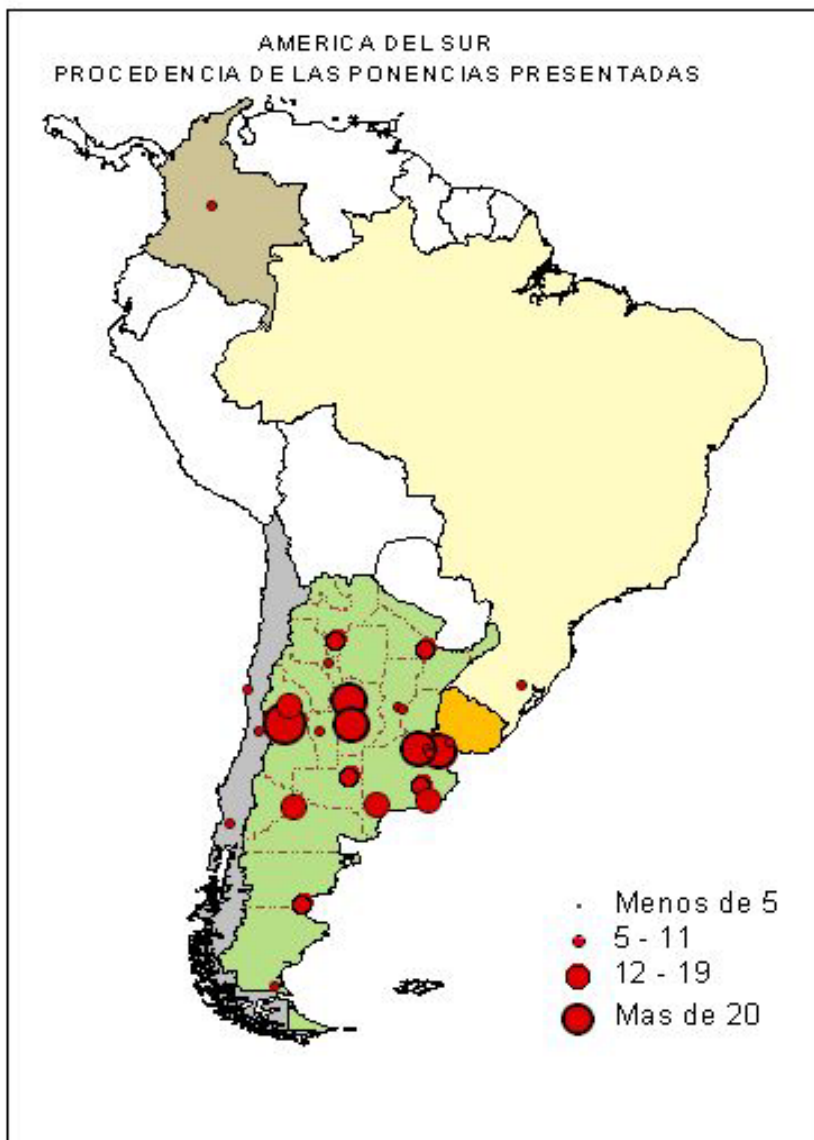 AMERICA DEL SUR
PROCEDENCIA DE LAS PONENCIAS PRESENTADAS
Menos de 5
5 - 11
12 - 19
Mas de 20